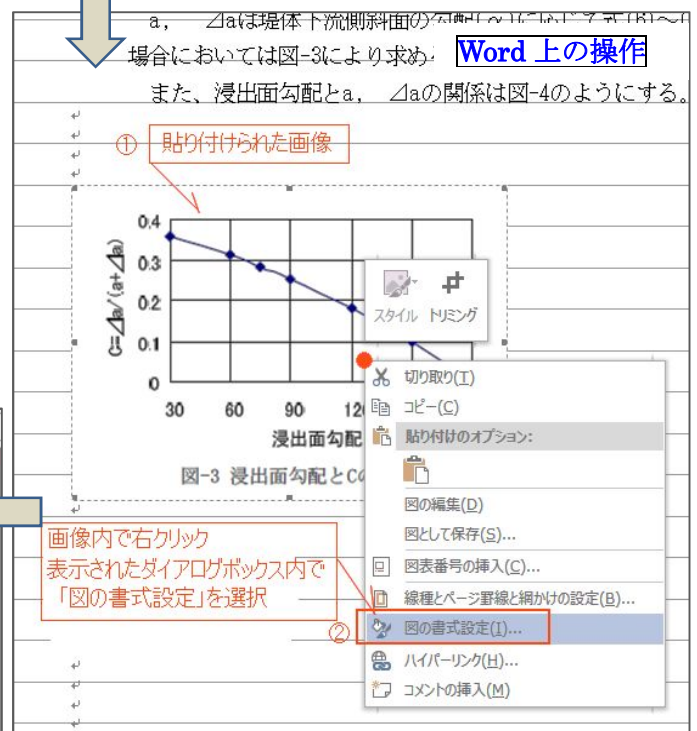 a, ⊿aは堤体下流側斜面の勾配(α)に応じて式(6)～(
場合においては図-3により求め
Word 上の操作
また、浸出面勾配とa, ⊿aの関係は図-4のようにする。
① 貼り付けられた画像
0.4
0.3
0.2
0.1
0
C=⊿a/(a+⊿a)
30 60 90 12
浸出面勾配
図-3 浸出面勾配とCの
スタイル トリミング
切り取り(T)
コピー(C)
貼り付けのオプション:
図の編集(D)
図として保存(S)...
図表番号の挿入(C)...
線種とページ罫線と網かけの設定(B)...
図の書式設定(I)...
ハイパーリンク(H)...
コメントの挿入(M)
画像内で右クリック
表示されたダイアログボックス内で
「図の書式設定」を選択
②